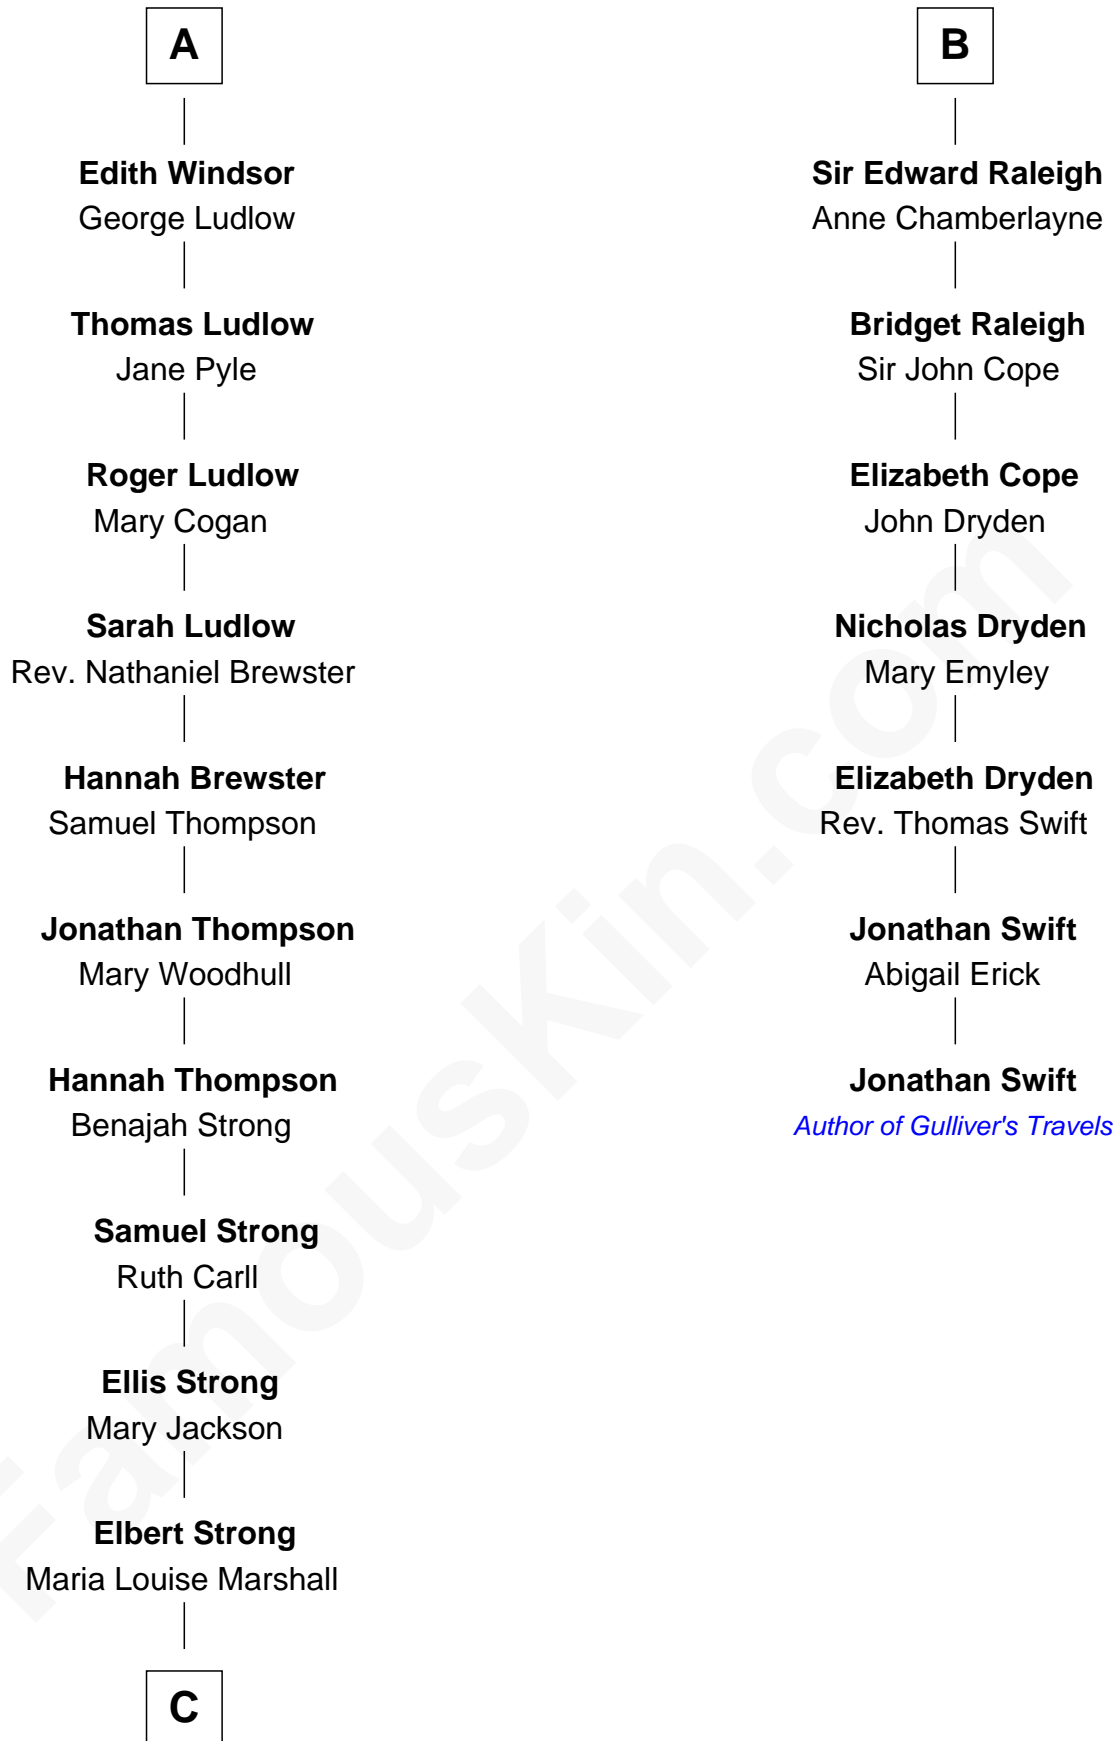 A
Edith Windsor
George Ludlow
Thomas Ludlow
Jane Pyle
Roger Ludlow
Mary Cogan
Sarah Ludlow
Rev. Nathaniel Brewster
Hannah Brewster
Samuel Thompson
Jonathan Thompson
Mary Woodhull
Hannah Thompson
Benajah Strong
Samuel Strong
Ruth Carll
Ellis Strong
Mary Jackson
Elbert Strong
Maria Louise Marshall
C
B
Sir Edward Raleigh
Anne Chamberlayne
Bridget Raleigh
Sir John Cope
Elizabeth Cope
John Dryden
Nicholas Dryden
Mary Emyley
Elizabeth Dryden
Rev. Thomas Swift
Jonathan Swift
Abigail Erick
Jonathan Swift
Author of Gulliver's Travels
FamousKin.com